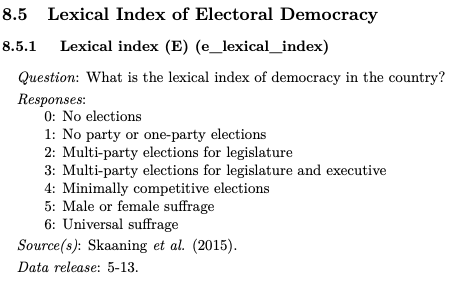 8.5 Lexical Index of Electoral Democracy
8.5.1 Lexical index (E) (e_lexical_index)
Question: What is the lexical index of democracy in the country?
Responses:
0: No elections
1: No party or one-party elections
2: Multi-party elections for legislature
3: Multi-party elections for legislature and executive
4: Minimally competitive elections
5: Male or female suffrage
6: Universal suffrage
Source(s): Skaaning et al. (2015).
Data release: 5-13.